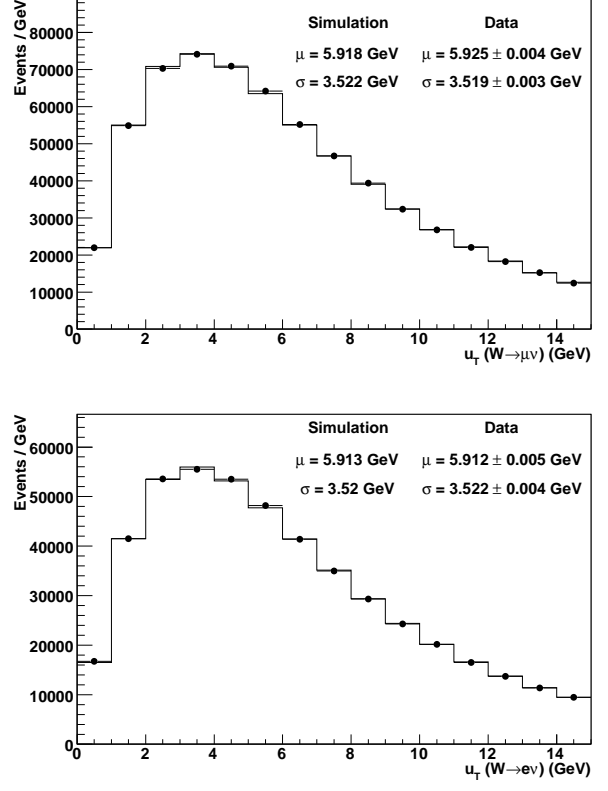 Events / GeV
80000
70000
60000
50000
40000
30000
20000
10000
0
Simulation Data
μ = 5.918 GeV μ = 5.925 ± 0.004 GeV
σ = 3.522 GeV σ = 3.519 ± 0.003 GeV
0 2 4 6 8 10 12 14
u_T (W→μν) (GeV)
Events / GeV
60000
50000
40000
30000
20000
10000
0
Simulation Data
μ = 5.913 GeV μ = 5.912 ± 0.005 GeV
σ = 3.52 GeV σ = 3.522 ± 0.004 GeV
0 2 4 6 8 10 12 14
u_T (W→eν) (GeV)